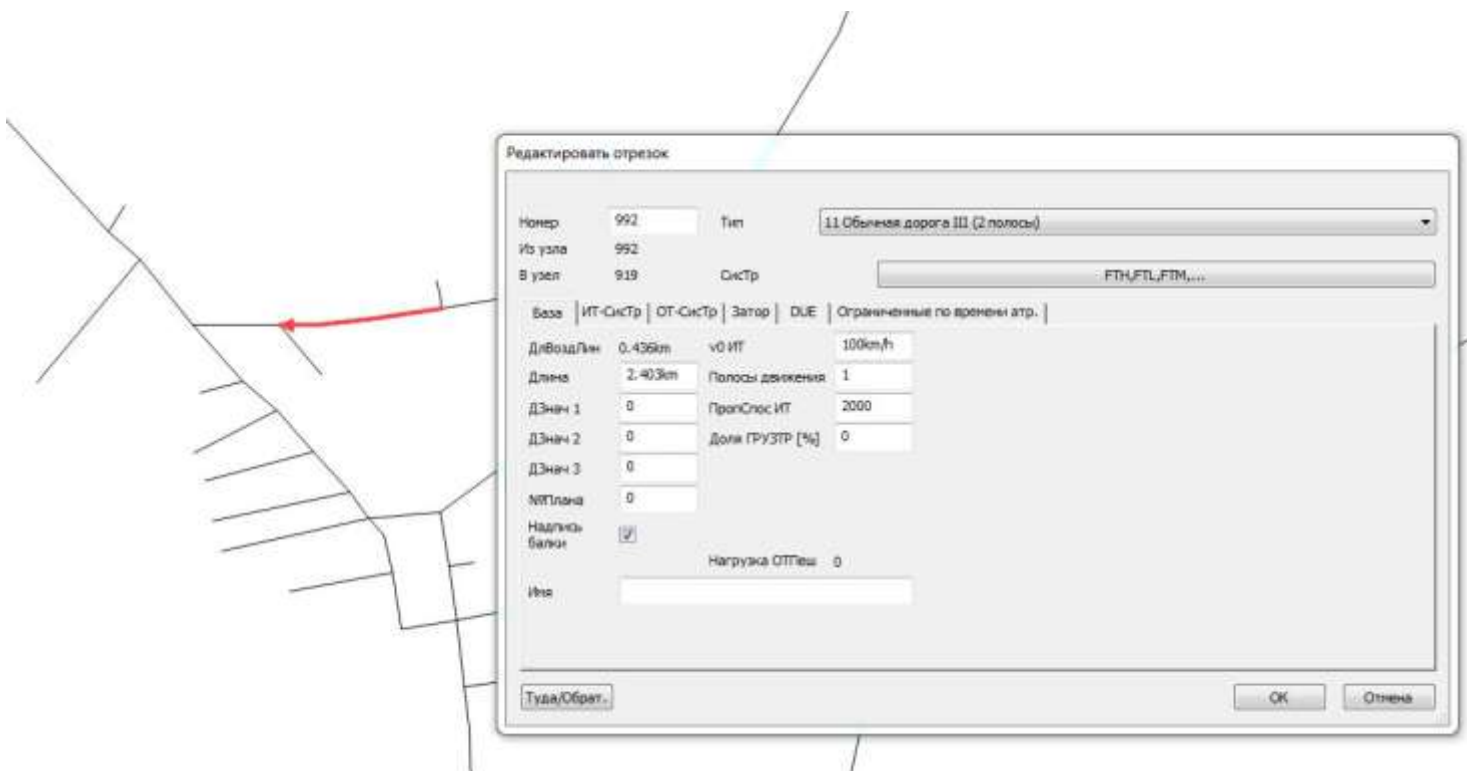 Редактировать отрезок
Номер 992 Тип 11 Обычная дорога III (2 полосы)
Из узла 992
В узел 919 СисТр FTH,FTL,FTM,...
База ИТ-СисТр ОТ-СисТр Затор DUE Ограниченные по времени атр.
ДлВоздЛин 0.436km v0 ИТ 100km/h
Длина 2.403km Полосы движения 1
ДЗнач 1 0 ПропСпос ИТ 2000
ДЗнач 2 0 Доля ГРУЗТР [%] 0
ДЗнач 3 0
№Плана 0
Надпись
балки
Нагрузка ОТПеш 0
Имя
Туда/Обрат. OK Отмена